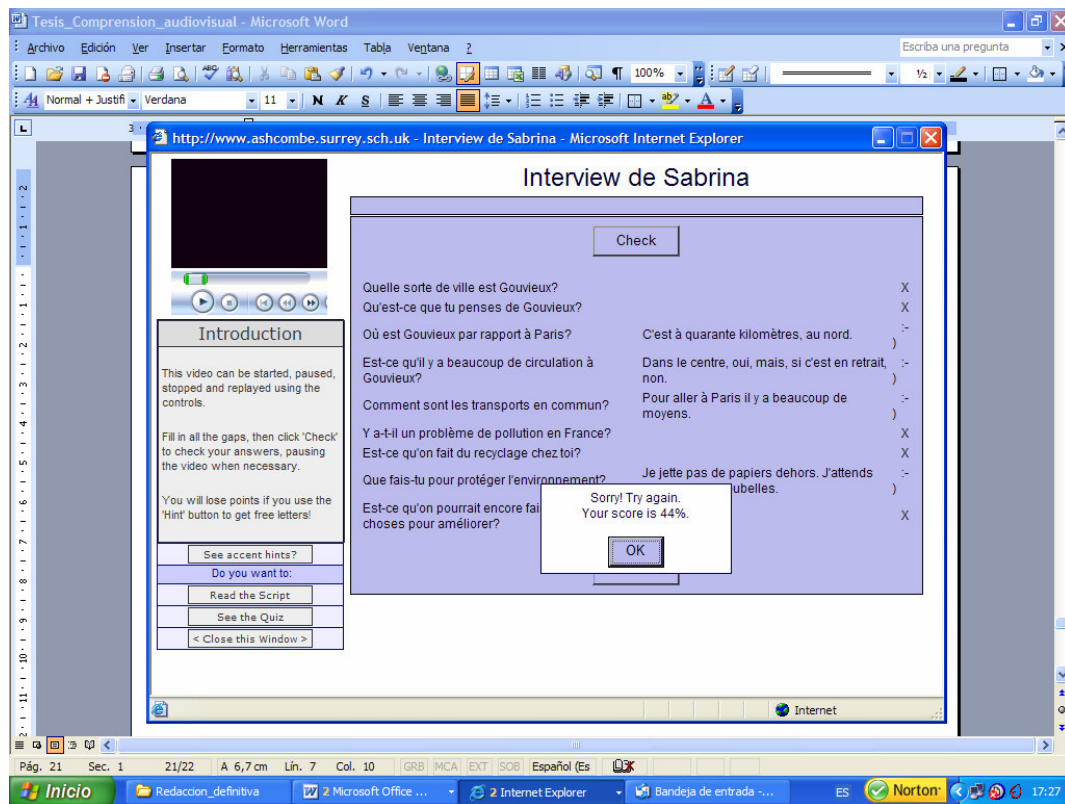 Tesis_Comprension_audiovisual - Microsoft Word
Archivo Edición Ver Insertar Formato Herramientas Tabla Ventana ?
Escriba una pregunta
100%
Normal + Justifi Verdana 11 N K S
http://www.ashcombe.surrey.sch.uk - Interview de Sabrina - Microsoft Internet Explorer
Interview de Sabrina
Check
Introduction
This video can be started, paused,
stopped and replayed using the
controls.
Fill in all the gaps, then click 'Check'
to check your answers, pausing
the video when necessary.
You will lose points if you use the
'Hint' button to get free letters!
See accent hints?
Do you want to:
Read the Script
See the Quiz
< Close this Window >
Quelle sorte de ville est Gouvieux? X
Qu'est-ce que tu penses de Gouvieux? X
Où est Gouvieux par rapport à Paris? C'est à quarante kilomètres, au nord. :-
)
Est-ce qu'il y a beaucoup de circulation à
Gouvieux?
Dans le centre, oui, mais, si c'est en retrait, :-
non. )
Comment sont les transports en commun?
Pour aller à Paris il y a beaucoup de :-
moyens. )
Y a-t-il un problème de pollution en France? X
Est-ce qu'on fait du recyclage chez toi? X
Que fais-tu pour protéger l'environnement?
Je jette pas de papiers dehors. J'attends :-
ubelles. )
Est-ce qu'on pourrait encore fai
choses pour améliorer? X
Sorry! Try again.
Your score is 44%.
OK
Internet
Pág. 21 Sec. 1 21/22 A 6,7 cm Lín. 7 Col. 10 GRB MCA EXT SOB Español (Es
Inicio Redaccion_definitiva 2 Microsoft Office ... 2 Internet Explorer Bandeja de entrada -... ES Norton 17:27